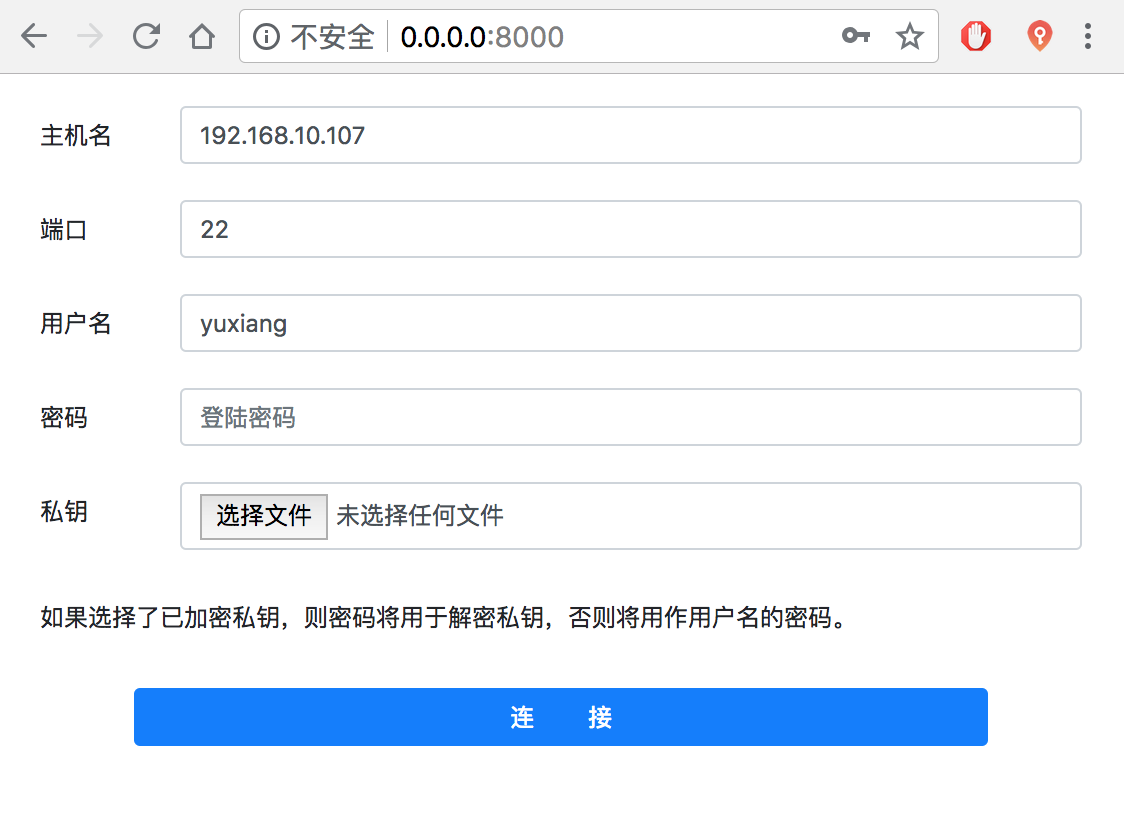 不安全 0.0.0.0:8000
主机名 192.168.10.107
端口 22
用户名 yuxiang
密码 登陆密码
私钥 选择文件 未选择任何文件
如果选择了已加密私钥，则密码将用于解密私钥，否则将用作用户名的密码。
连 接